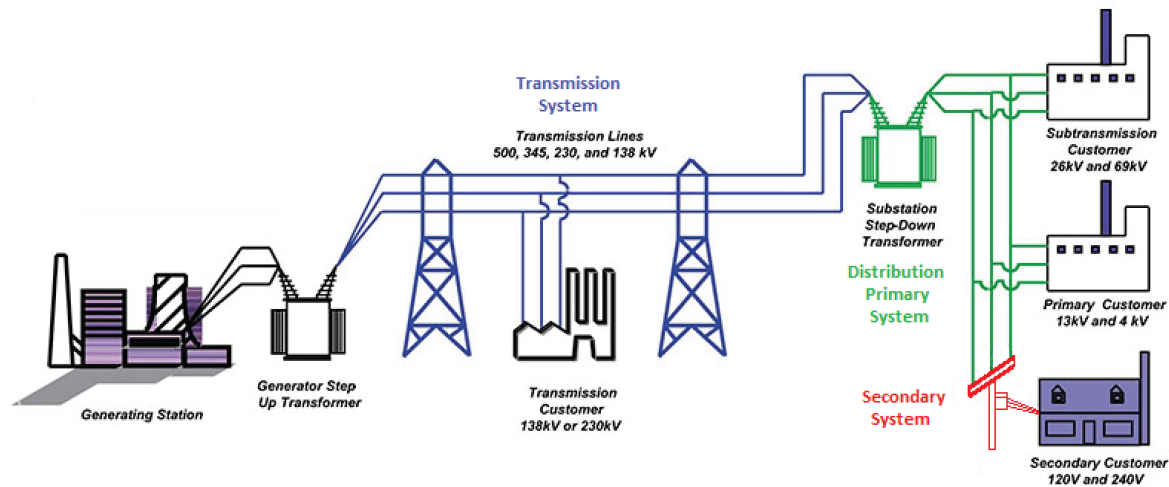 Transmission
System
Transmission Lines
500, 345, 230, and 138 kV
Subtransmission
Customer
26kV and 69kV
Substation
Step-Down
Transformer
Distribution
Primary
System
Primary Customer
13kV and 4 kV
Generating Station
Generator Step
Up Transformer
Transmission
Customer
138kV or 230kV
Secondary
System
Secondary Customer
120V and 240V